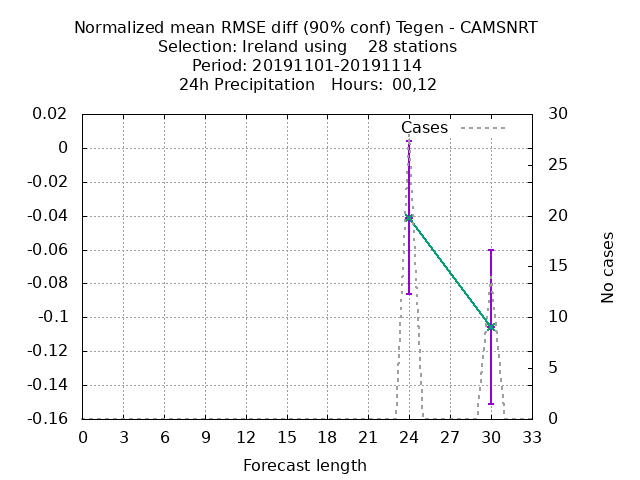 Normalized mean RMSE diff (90% conf) Tegen - CAMSNRT
Selection: Ireland using    28 stations
Period: 20191101-20191114
24h Precipitation   Hours:  00,12
0.02
0
-0.02
-0.04
-0.06
-0.08
-0.1
-0.12
-0.14
-0.16
Cases
30
25
20
15
10
5
0
No cases
0 3 6 9 12 15 18 21 24 27 30 33
Forecast length